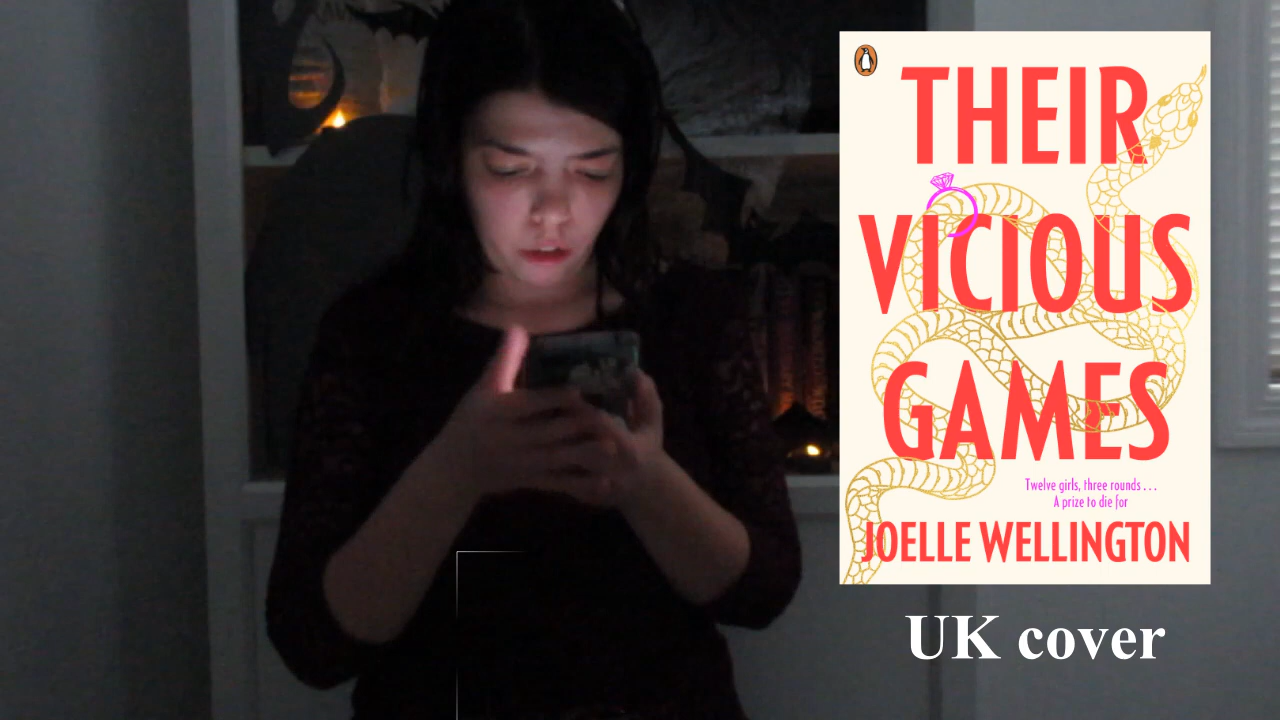 THEIR
VICIOUS
GAMES
Twelve girls, three rounds . . .
A prize to die for
JOELLE WELLINGTON
UK cover